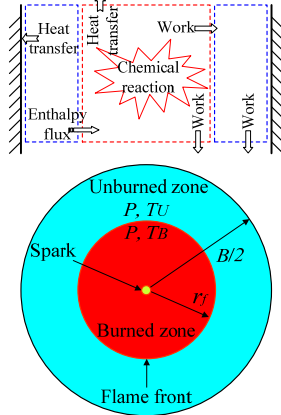 Heat
transfer
Heat
transfer
Work
Chemical
reaction
Enthalpy
flux
Work
Work
Unburned zone
P, TU
P, TB
Spark
B/2
rf
Burned zone
Flame front